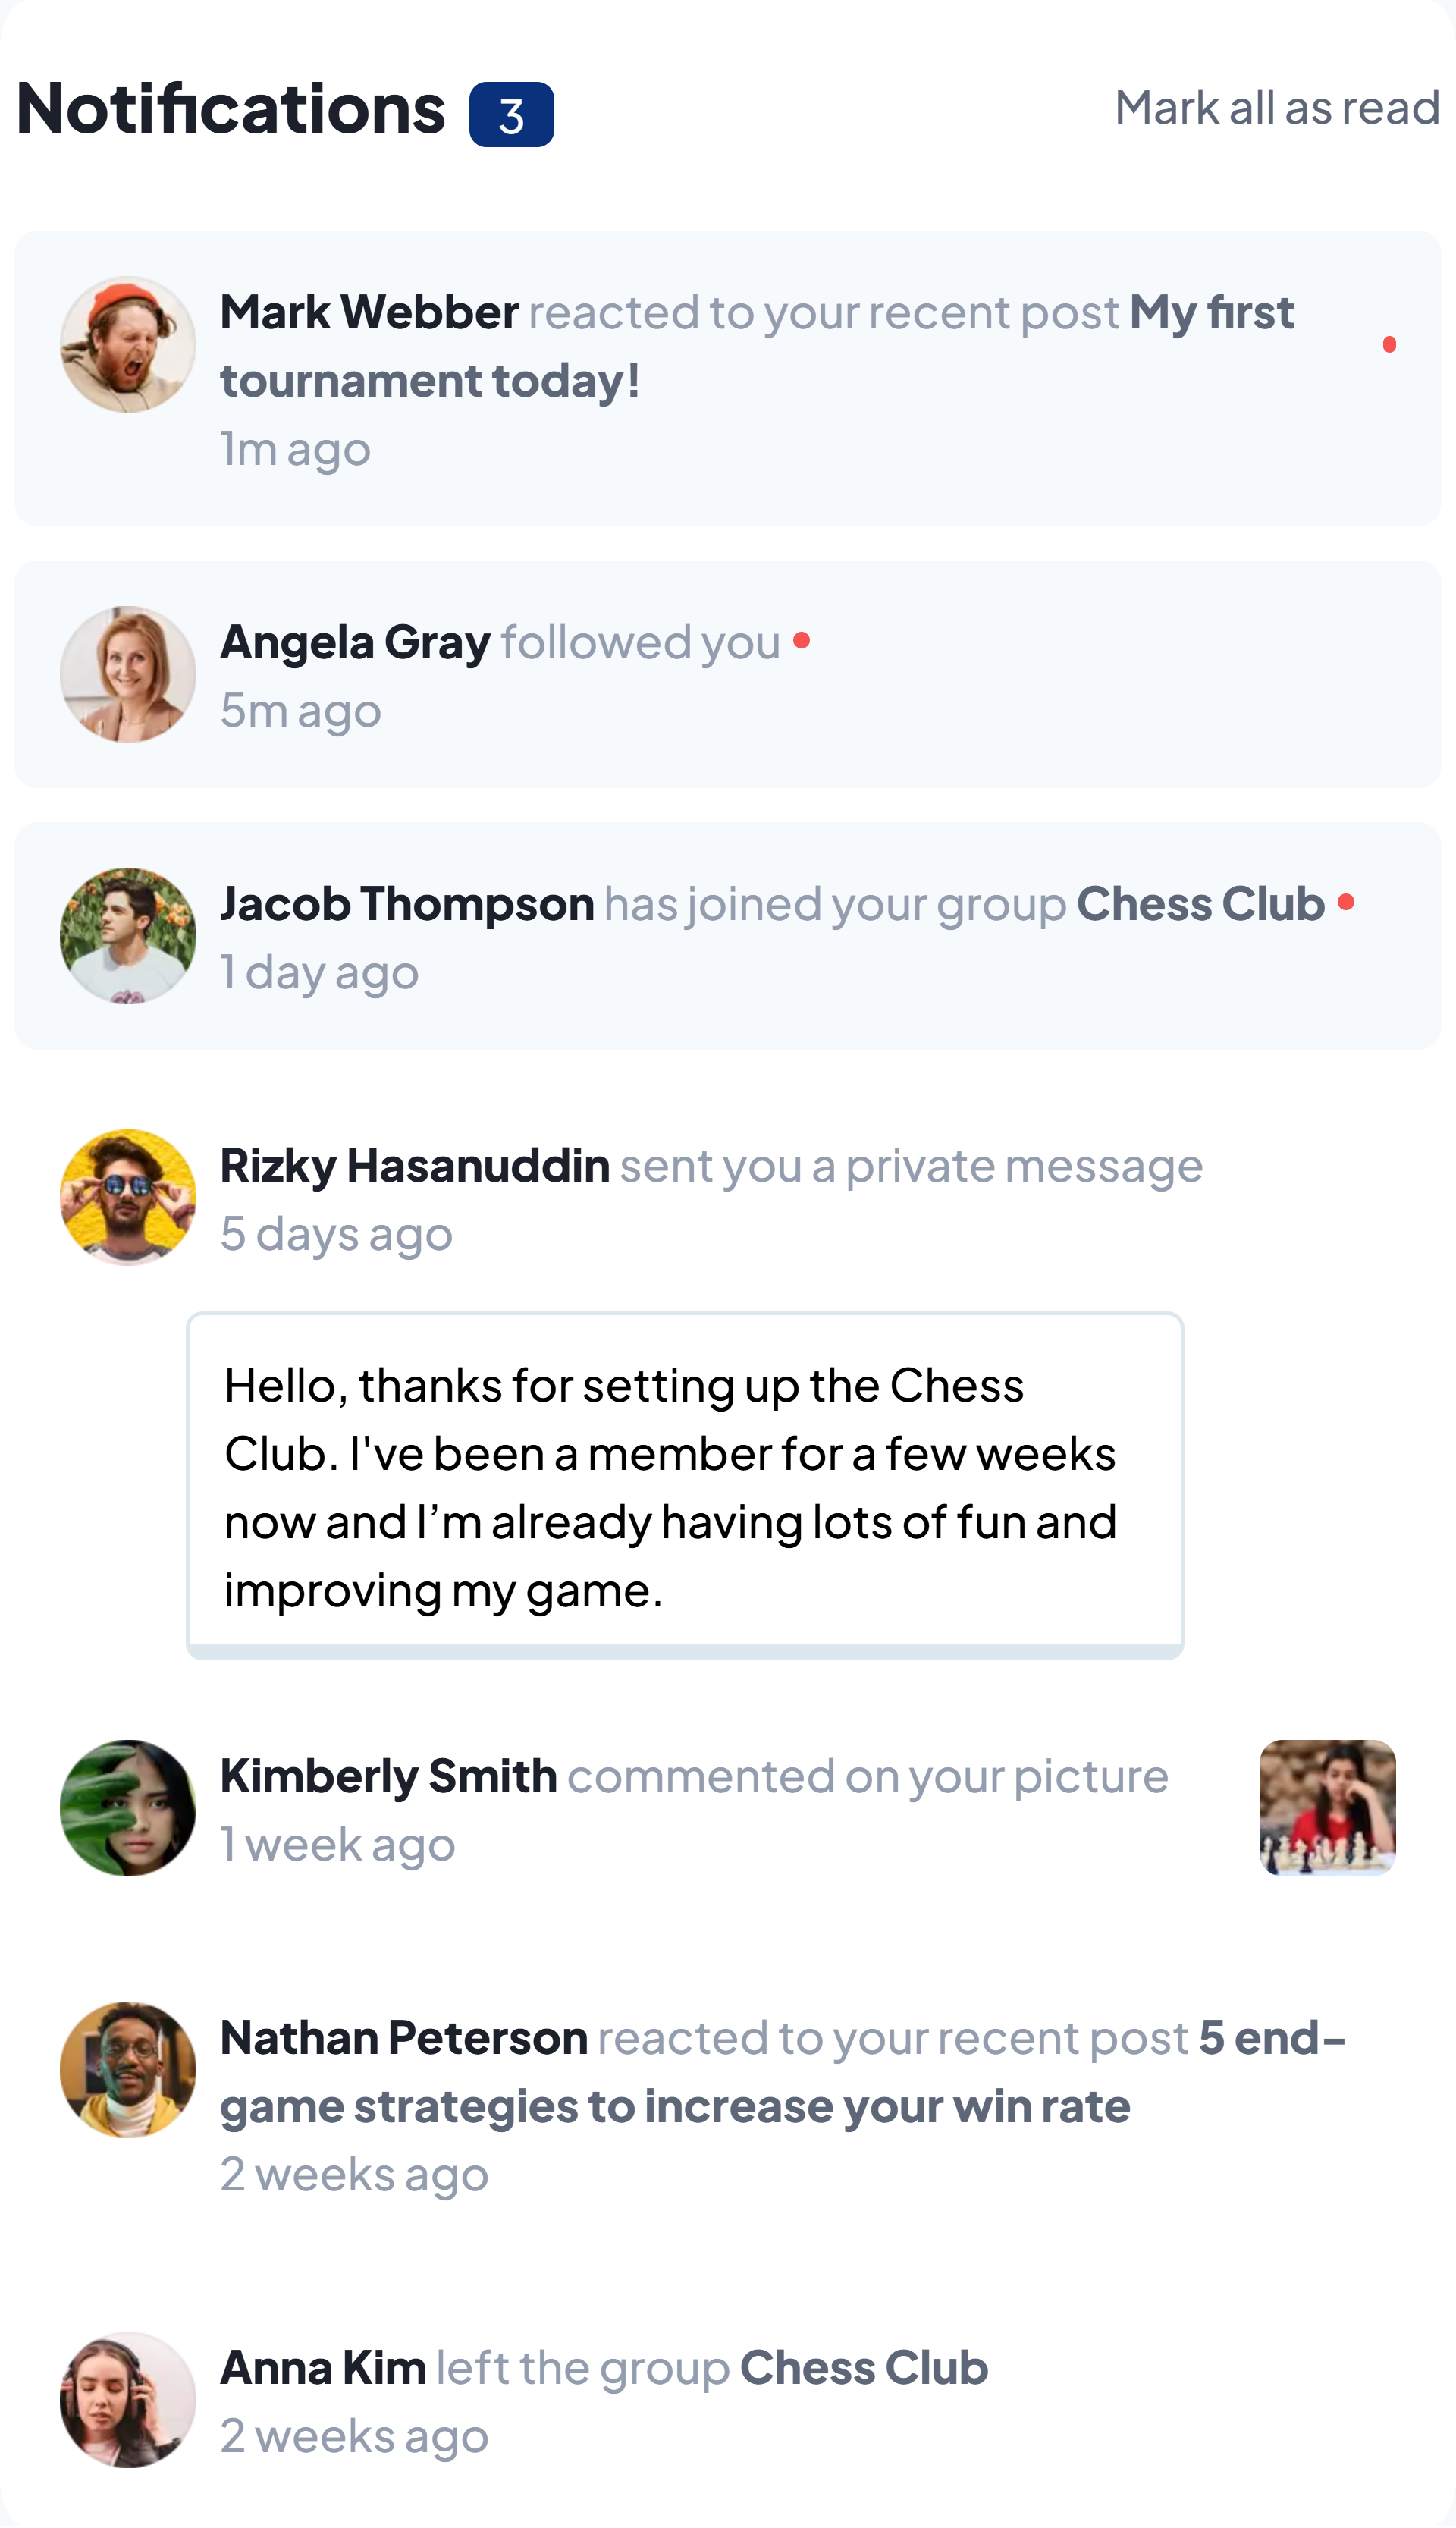 Notifications 3
Mark all as read
Mark Webber reacted to your recent post My first
tournament today!
1m ago
Angela Gray followed you
5m ago
Jacob Thompson has joined your group Chess Club
1 day ago
Rizky Hasanuddin sent you a private message
5 days ago
Hello, thanks for setting up the Chess
Club. I've been a member for a few weeks
now and I’m already having lots of fun and
improving my game.
Kimberly Smith commented on your picture
1 week ago
Nathan Peterson reacted to your recent post 5 end-
game strategies to increase your win rate
2 weeks ago
Anna Kim left the group Chess Club
2 weeks ago